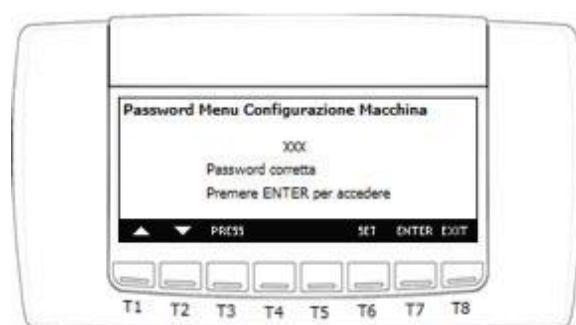 Password Menu Configurazione Macchina
XXX
Password corretta
Premere ENTER per accedere
PRESS SET ENTER EXIT
T1 T2 T3 T4 T5 T6 T7 T8